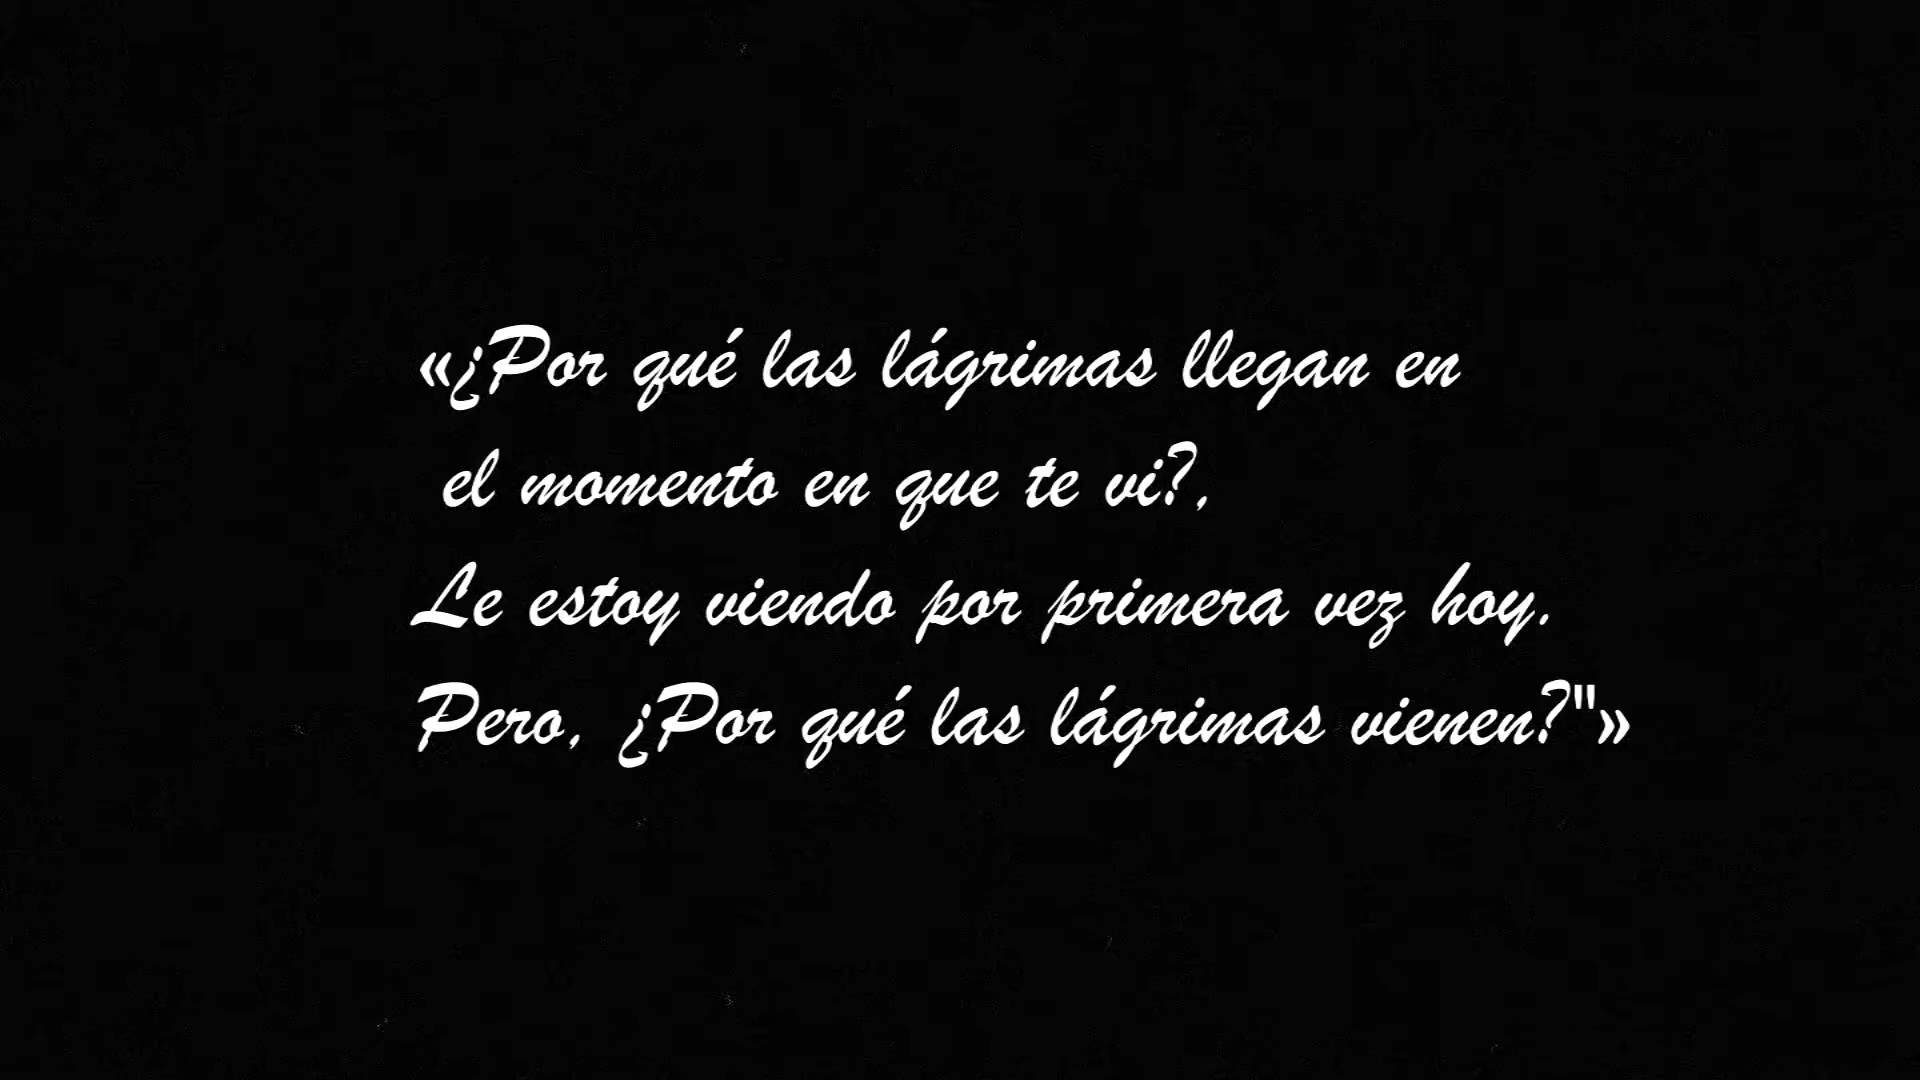 «¿Por qué las lágrimas llegan en
el momento en que te vi?,
Le estoy viendo por primera vez hoy.
Pero, ¿Por qué las lágrimas vienen?"»